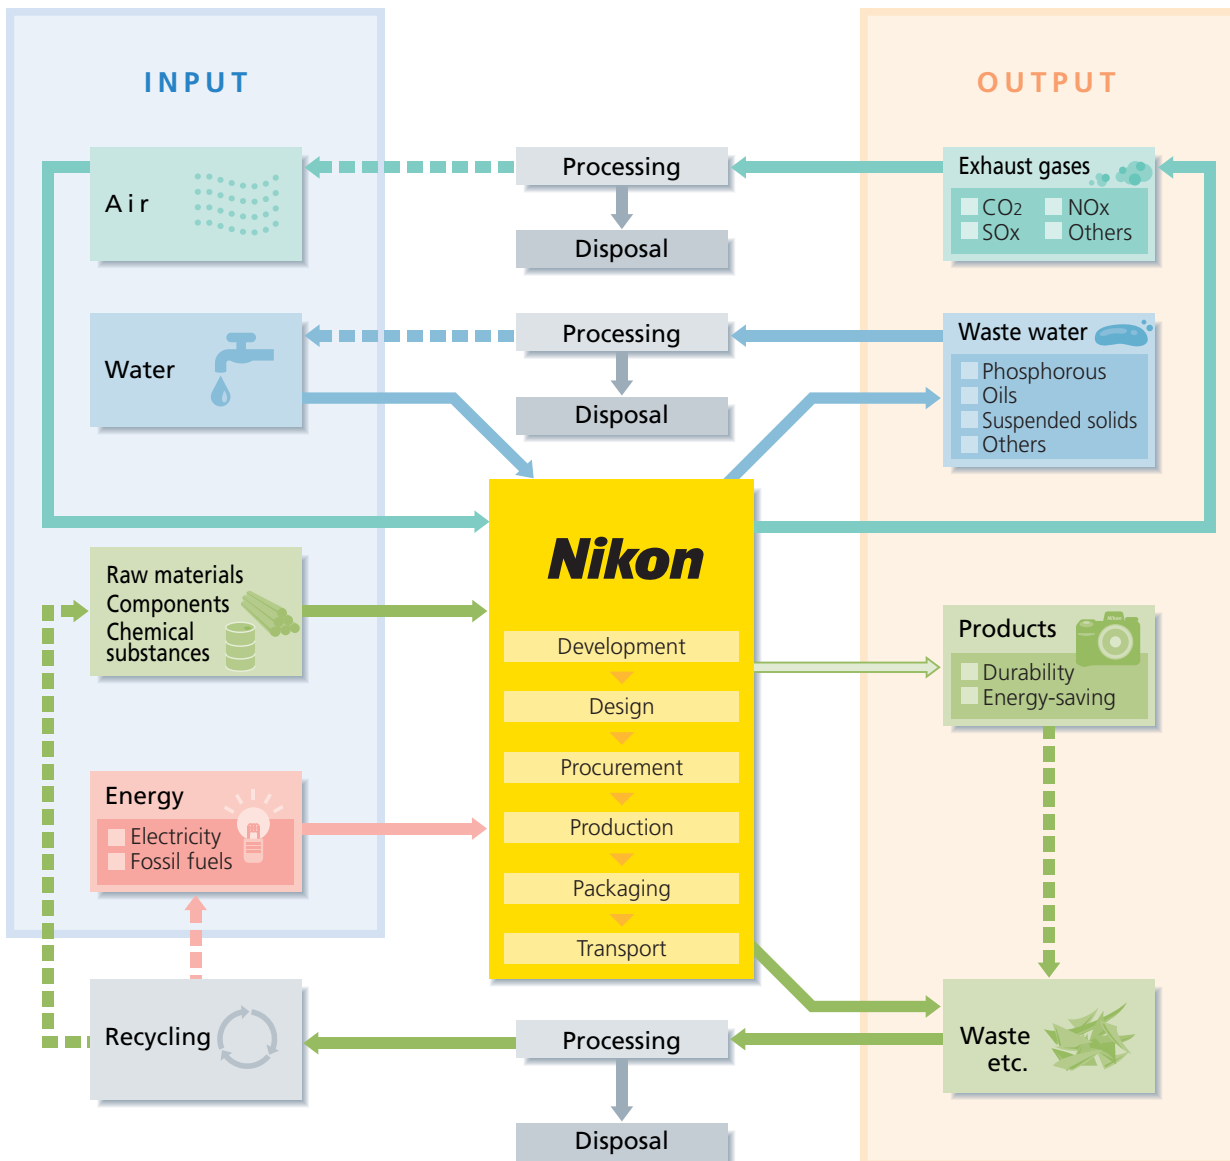 INPUT
OUTPUT
Air
Processing
Disposal
Exhaust gases
CO2 NOx
SOx Others
Water
Processing
Disposal
Waste water
Phosphorous
Oils
Suspended solids
Others
Nikon
Development
Design
Procurement
Production
Packaging
Transport
Raw materials
Components
Chemical
substances
Products
Nikon
Durability
Energy-saving
Energy
Electricity
Fossil fuels
Recycling
Processing
Disposal
Waste
etc.